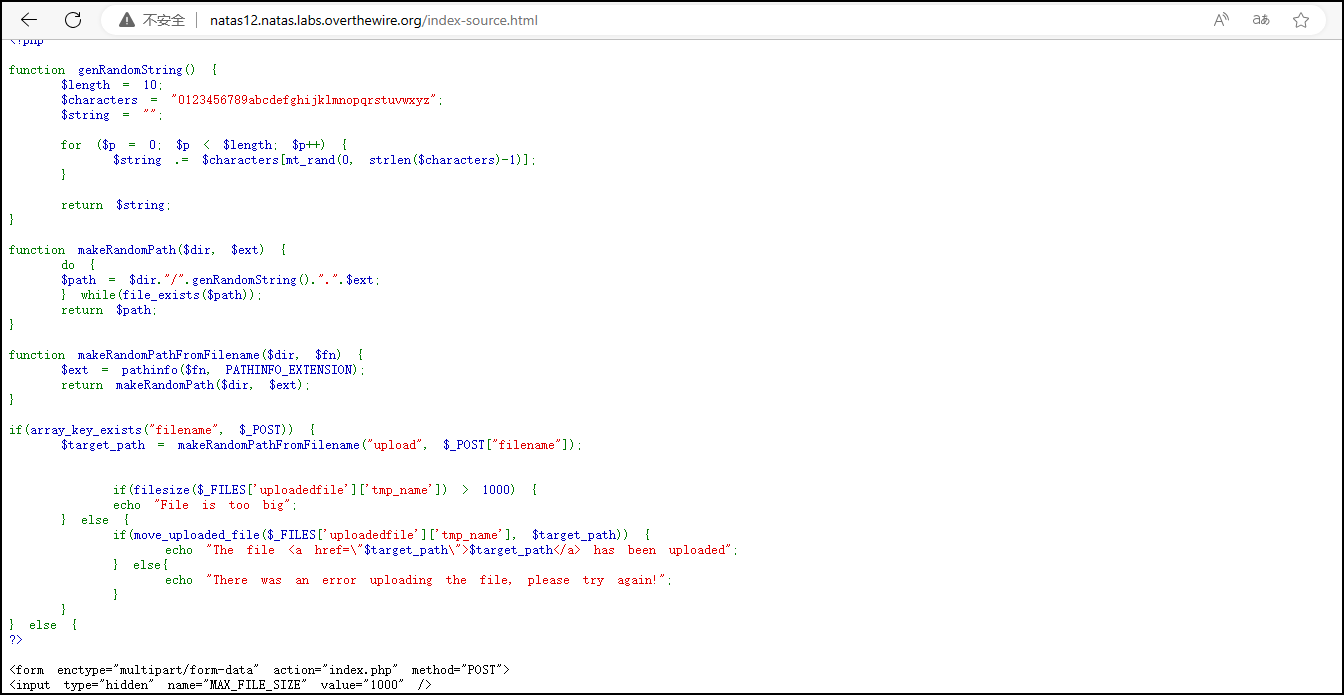 不安全 natas12.natas.labs.overthewire.org/index-source.html A あ
<?php
function genRandomString() {
$length = 10;
$characters = "0123456789abcdefghijklmnopqrstuvwxyz";
$string = "";
for ($p = 0; $p < $length; $p++) {
$string .= $characters[mt_rand(0, strlen($characters)-1)];
}
return $string;
}
function makeRandomPath($dir, $ext) {
do {
$path = $dir."/".genRandomString().".".$ext;
} while(file_exists($path));
return $path;
}
function makeRandomPathFromFilename($dir, $fn) {
$ext = pathinfo($fn, PATHINFO_EXTENSION);
return makeRandomPath($dir, $ext);
}
if(array_key_exists("filename", $_POST)) {
$target_path = makeRandomPathFromFilename("upload", $_POST["filename"]);
if(filesize($_FILES['uploadedfile']['tmp_name']) > 1000) {
echo "File is too big";
} else {
if(move_uploaded_file($_FILES['uploadedfile']['tmp_name'], $target_path)) {
echo "The file <a href=\"$target_path\">$target_path</a> has been uploaded";
} else{
echo "There was an error uploading the file, please try again!";
}
}
} else {
?>
<form enctype="multipart/form-data" action="index.php" method="POST">
<input type="hidden" name="MAX_FILE_SIZE" value="1000" />